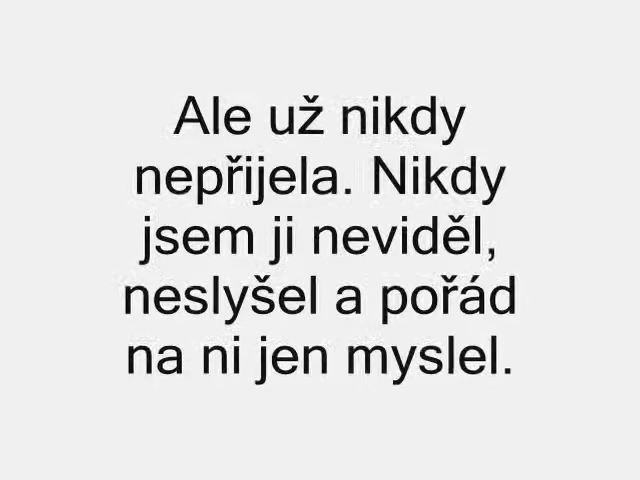 Ale už nikdy
nepřijela. Nikdy
jsem ji neviděl,
neslyšel a pořád
na ni jen myslel.